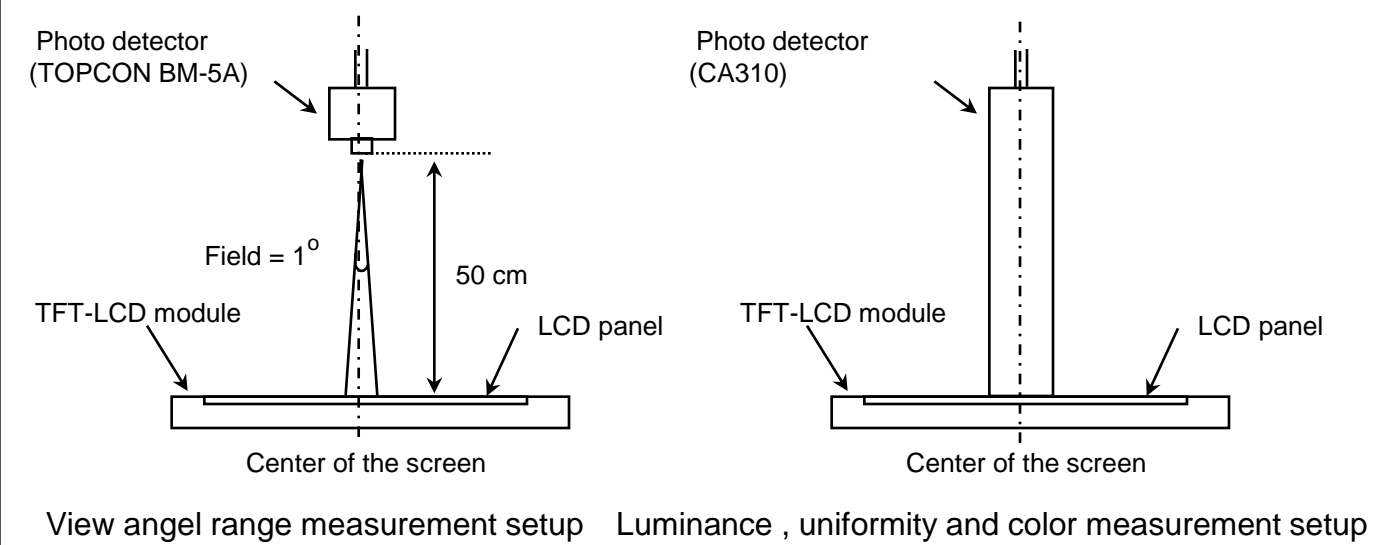 Photo detector
(TOPCON BM-5A)
Field = 1o
50 cm
TFT-LCD module
LCD panel
Center of the screen
View angel range measurement setup
Photo detector
(CA310)
TFT-LCD module
LCD panel
Center of the screen
Luminance , uniformity and color measurement setup